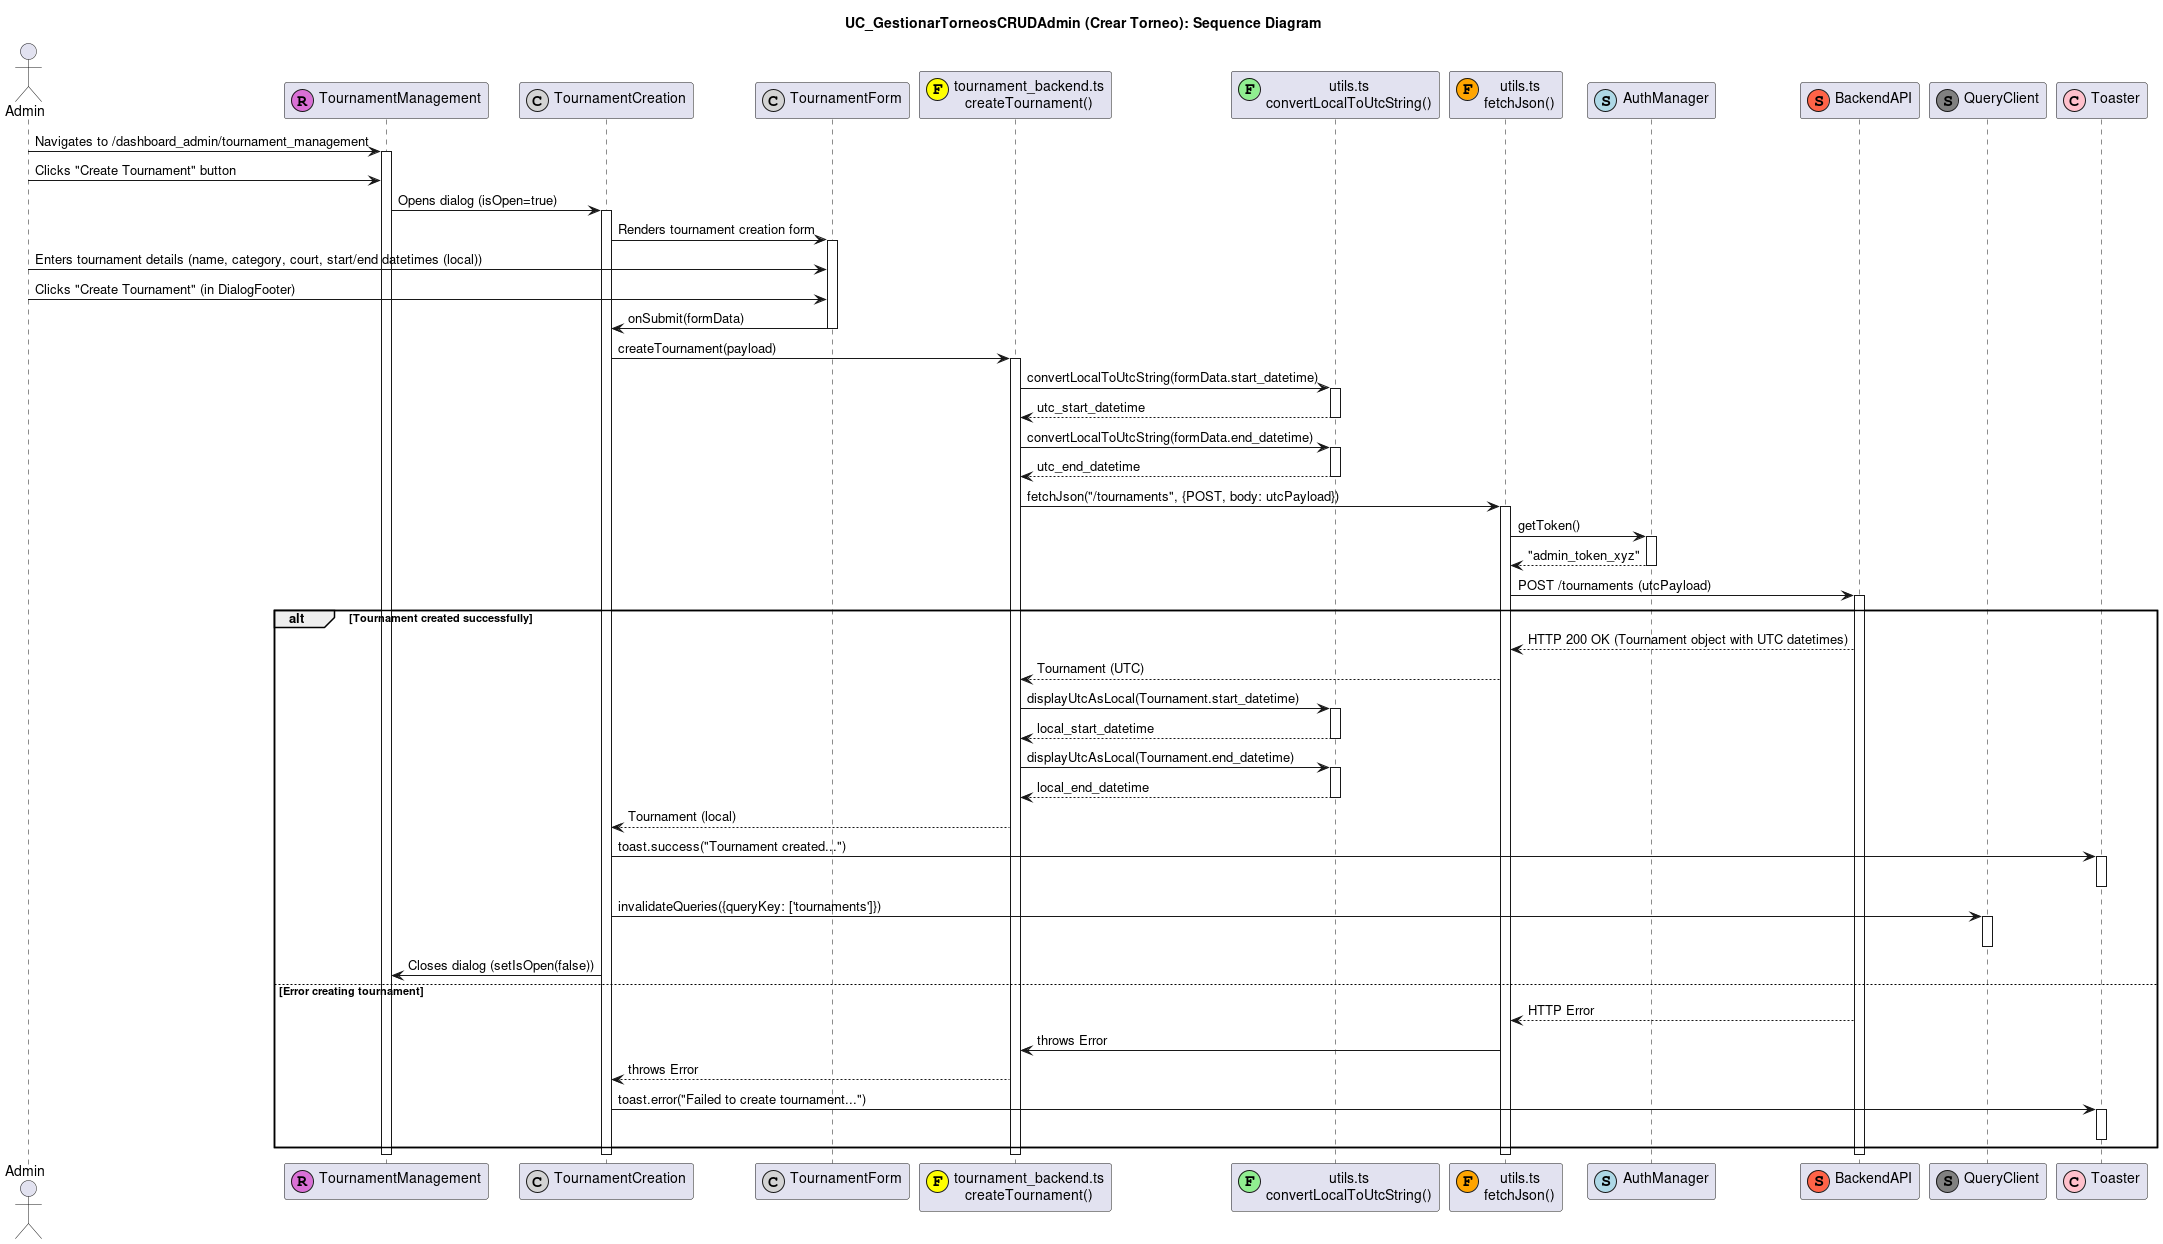 UC_GestionarTorneosCRUDAdmin (Crear Torneo): Sequence Diagram
Admin
R TournamentManagement
C TournamentCreation
C TournamentForm
F tournament_backend.ts
createTournament()
F utils.ts
convertLocalToUtcString()
F utils.ts
fetchJson()
S AuthManager
S BackendAPI
S QueryClient
C Toaster
Navigates to /dashboard_admin/tournament_management
Clicks "Create Tournament" button
Opens dialog (isOpen=true)
Renders tournament creation form
Enters tournament details (name, category, court, start/end datetimes (local))
Clicks "Create Tournament" (in DialogFooter)
onSubmit(formData)
createTournament(payload)
convertLocalToUtcString(formData.start_datetime)
utc_start_datetime
convertLocalToUtcString(formData.end_datetime)
utc_end_datetime
fetchJson("/tournaments", {POST, body: utcPayload})
getToken()
"admin_token_xyz"
POST /tournaments (utcPayload)
alt [Tournament created successfully]
HTTP 200 OK (Tournament object with UTC datetimes)
Tournament (UTC)
displayUtcAsLocal(Tournament.start_datetime)
local_start_datetime
displayUtcAsLocal(Tournament.end_datetime)
local_end_datetime
Tournament (local)
toast.success("Tournament created...")
invalidateQueries({queryKey: ['tournaments']})
Closes dialog (setIsOpen(false))
[Error creating tournament]
HTTP Error
throws Error
throws Error
toast.error("Failed to create tournament...")
Admin
R TournamentManagement
C TournamentCreation
C TournamentForm
F tournament_backend.ts
createTournament()
F utils.ts
convertLocalToUtcString()
F utils.ts
fetchJson()
S AuthManager
S BackendAPI
S QueryClient
C Toaster